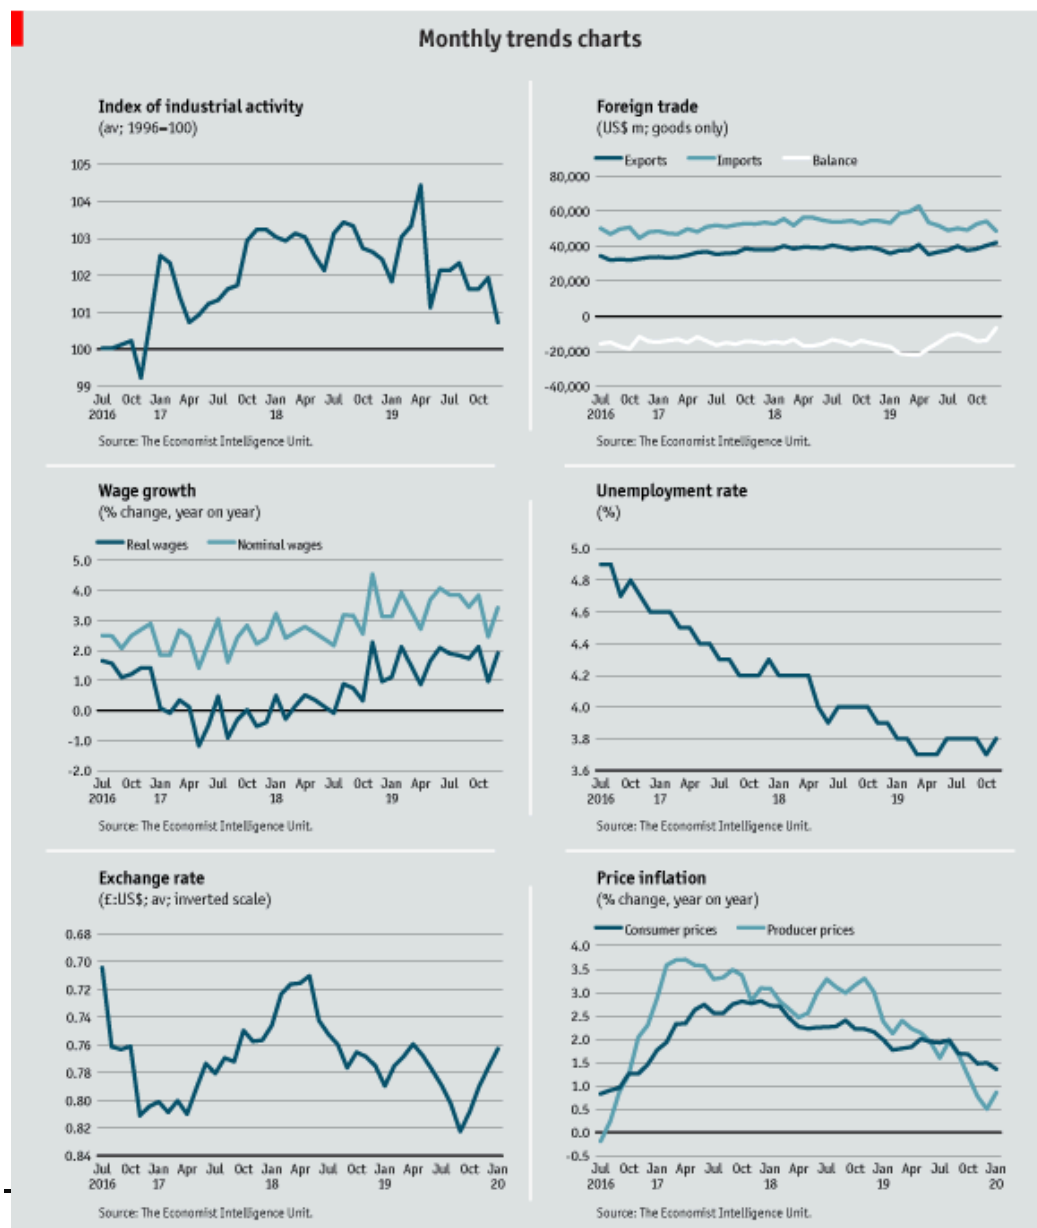 Monthly trends charts
Index of industrial activity
(av; 1996=100)
105
104
103
102
101
100
99
Jul Oct Jan Apr Jul Oct Jan Apr Jul Oct Jan Apr Jul Oct
2016 17 18 19
Source: The Economist Intelligence Unit.
Foreign trade
(US$ m; goods only)
Exports Imports Balance
80,000
60,000
40,000
20,000
0
-20,000
-40,000
Jul Oct Jan Apr Jul Oct Jan Apr Jul Oct Jan Apr Jul Oct
2016 17 18 19
Source: The Economist Intelligence Unit.
Wage growth
(% change, year on year)
Real wages Nominal wages
5.0
4.0
3.0
2.0
1.0
0.0
-1.0
-2.0
Jul Oct Jan Apr Jul Oct Jan Apr Jul Oct Jan Apr Jul Oct
2016 17 18 19
Source: The Economist Intelligence Unit.
Unemployment rate
(%)
5.0
4.8
4.6
4.4
4.2
4.0
3.8
3.6
Jul Oct Jan Apr Jul Oct Jan Apr Jul Oct Jan Apr Jul Oct
2016 17 18 19
Source: The Economist Intelligence Unit.
Exchange rate
(£:US$; av; inverted scale)
0.68
0.70
0.72
0.74
0.76
0.78
0.80
0.82
0.84
Jul Oct Jan Apr Jul Oct Jan Apr Jul Oct Jan Apr Jul Oct Jan
2016 17 18 19 20
Source: The Economist Intelligence Unit.
Price inflation
(% change, year on year)
Consumer prices Producer prices
4.0
3.5
3.0
2.5
2.0
1.5
1.0
0.5
0.0
-0.5
Jul Oct Jan Apr Jul Oct Jan Apr Jul Oct Jan Apr Jul Oct Jan
2016 17 18 19 20
Source: The Economist Intelligence Unit.